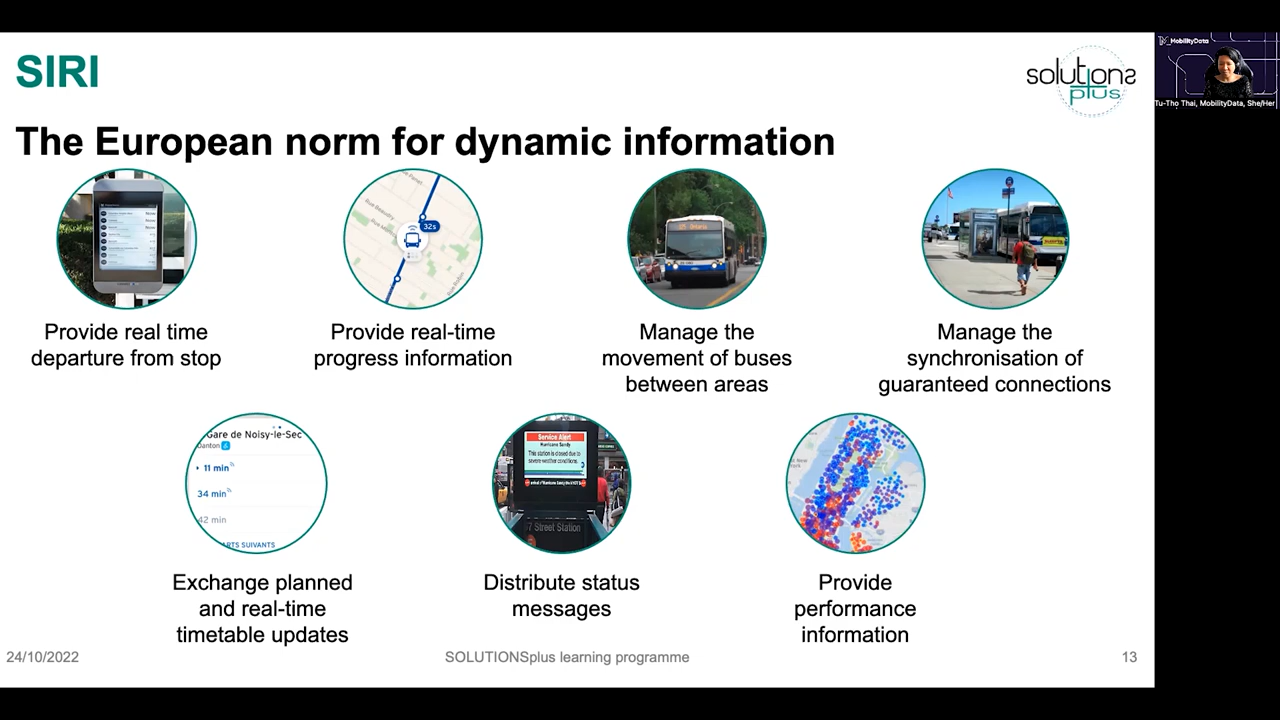 SIRI
solutions
plus
MobilityData
Tu-Tho Thai, MobilityData, She/Her
The European norm for dynamic information
32s
Provide real time
departure from stop
Provide real-time
progress information
Manage the
movement of buses
between areas
Manage the
synchronisation of
guaranteed connections
Gare de Noisy-le-Sec
Danton
11 min
34 min
42 min
ARTS SUIVANTS
Service Alert
Hurricane Sandy
This station is closed due to
severe weather conditions.
7 Street Station
Exchange planned
and real-time
timetable updates
Distribute status
messages
Provide
performance
information
24/10/2022
SOLUTIONSplus learning programme
13